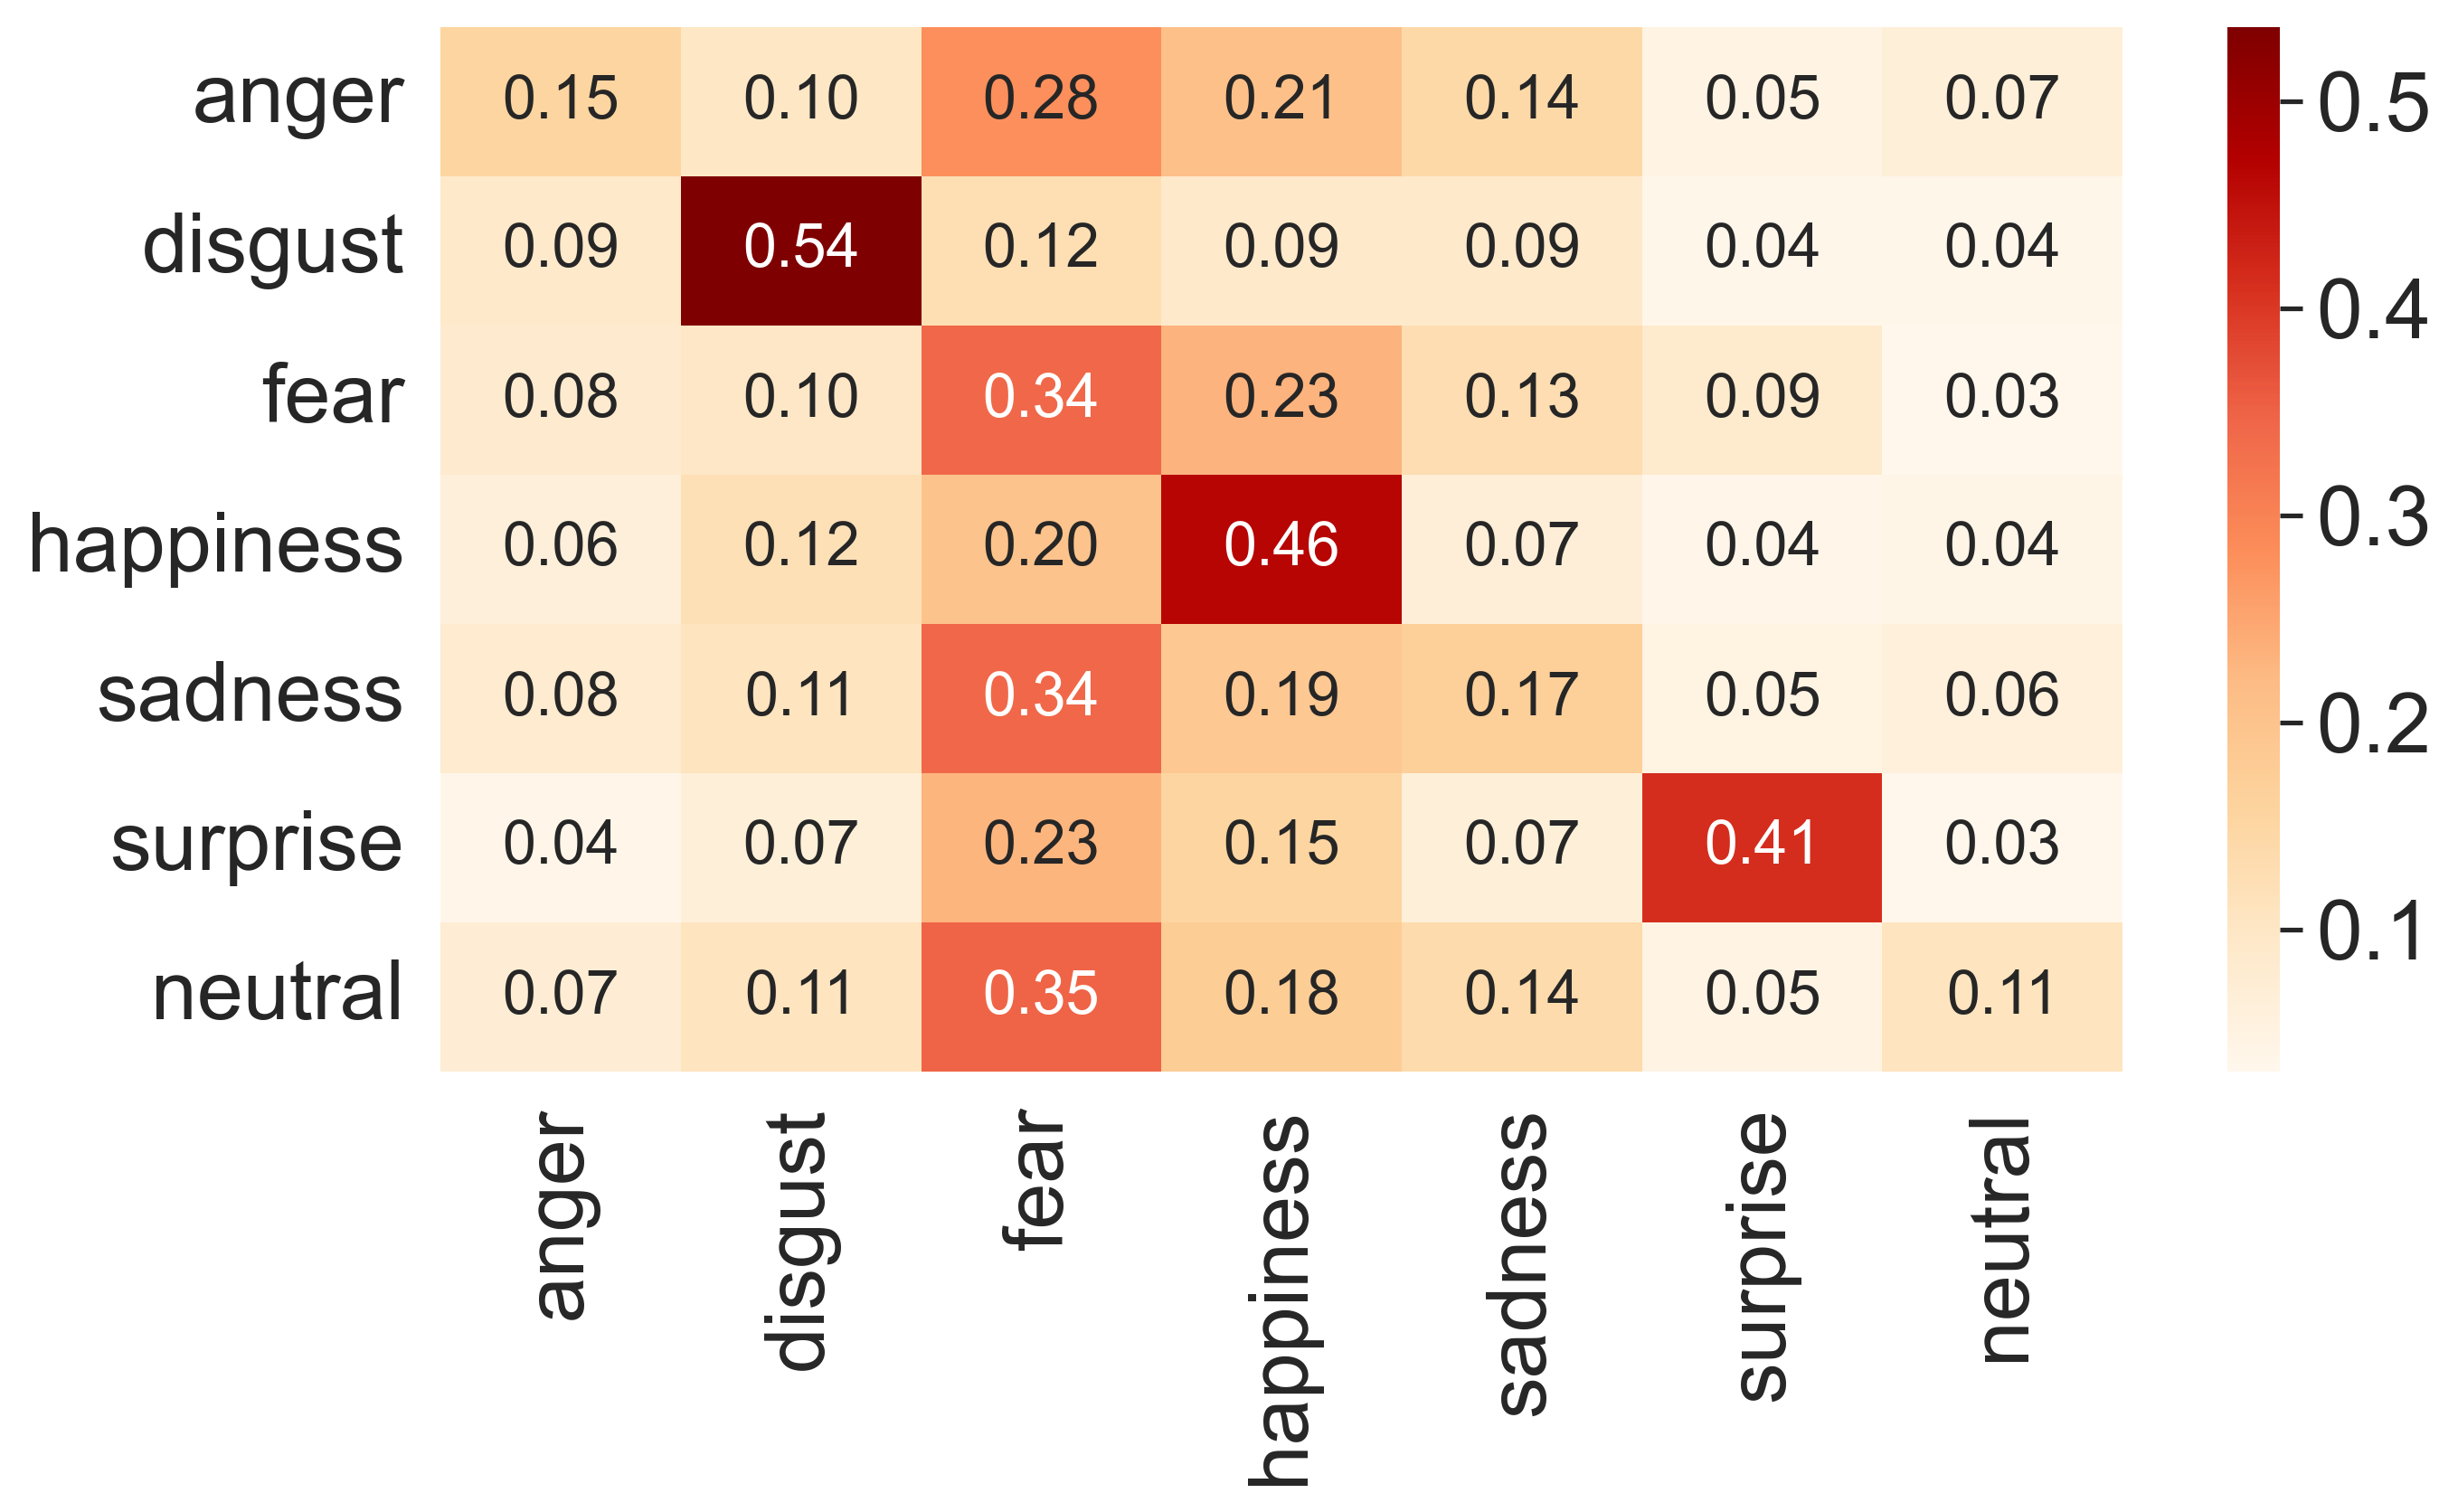 anger 0.15 0.10 0.28 0.21 0.14 0.05 0.07
disgust 0.09 0.54 0.12 0.09 0.09 0.04 0.04
fear 0.08 0.10 0.34 0.23 0.13 0.09 0.03
happiness 0.06 0.12 0.20 0.46 0.07 0.04 0.04
sadness 0.08 0.11 0.34 0.19 0.17 0.05 0.06
surprise 0.04 0.07 0.23 0.15 0.07 0.41 0.03
neutral 0.07 0.11 0.35 0.18 0.14 0.05 0.11
anger disgust fear happiness sadness surprise neutral
0.5
0.4
0.3
0.2
0.1